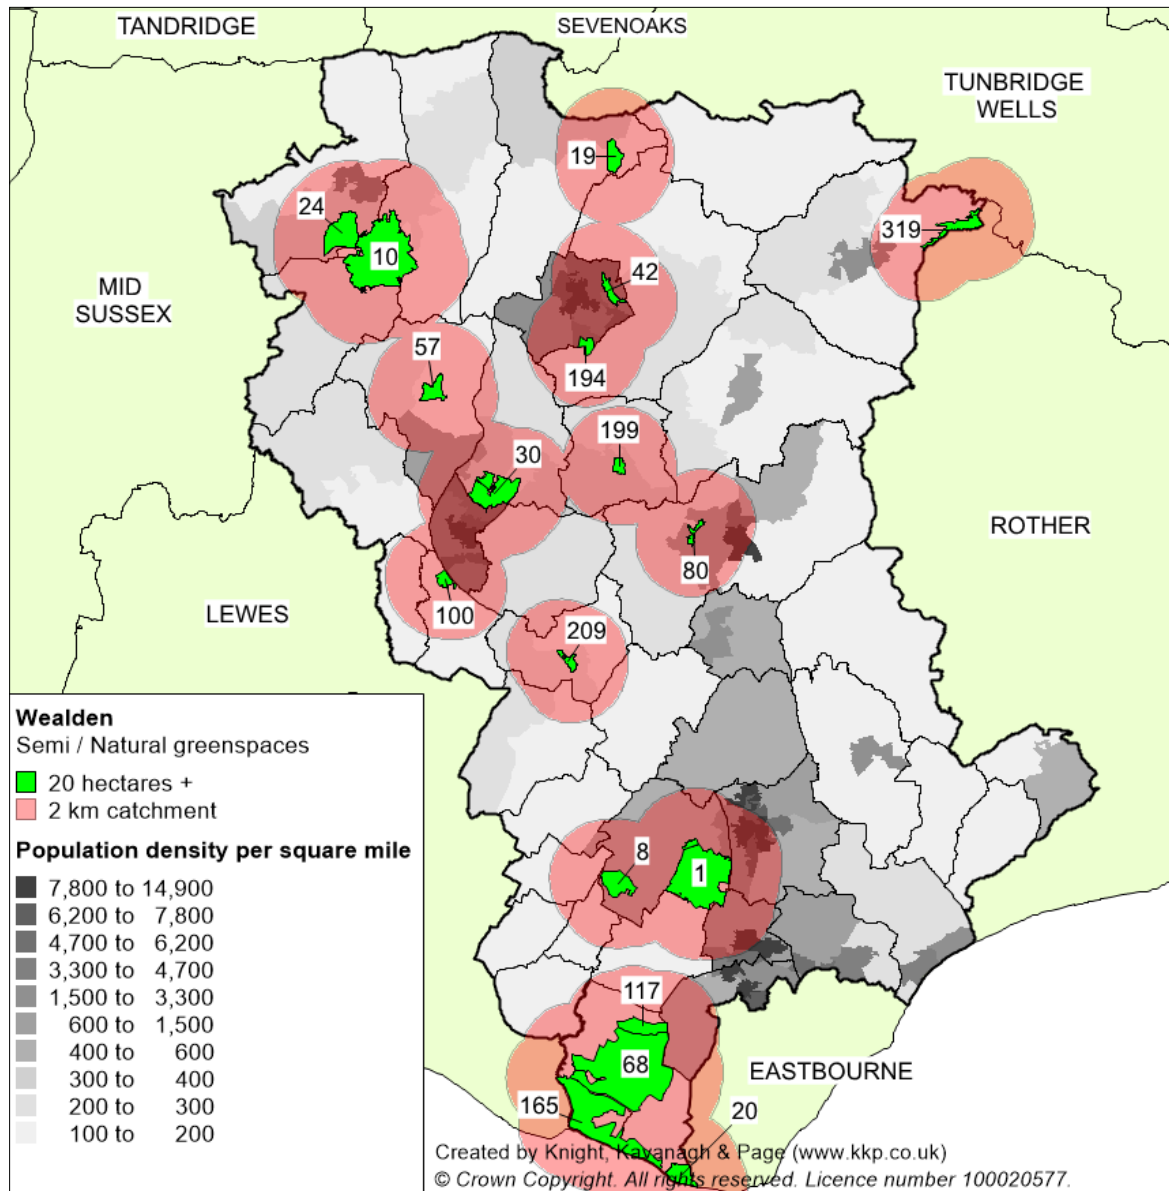 TANDRIDGE
SEVENOAKS
TUNBRIDGE
WELLS
19
24
10
319
42
MID
SUSSEX
57
194
199
30
ROTHER
80
LEWES
100
209
Wealden
Semi / Natural greenspaces
20 hectares +
2 km catchment
Population density per square mile
7,800 to 14,900
6,200 to 7,800
4,700 to 6,200
3,300 to 4,700
1,500 to 3,300
600 to 1,500
400 to 600
300 to 400
200 to 300
100 to 200
8
1
117
68
EASTBOURNE
165
20
Created by Knight, Kavanagh & Page (www.kkp.co.uk)
© Crown Copyright. All rights reserved. Licence number 100020577.